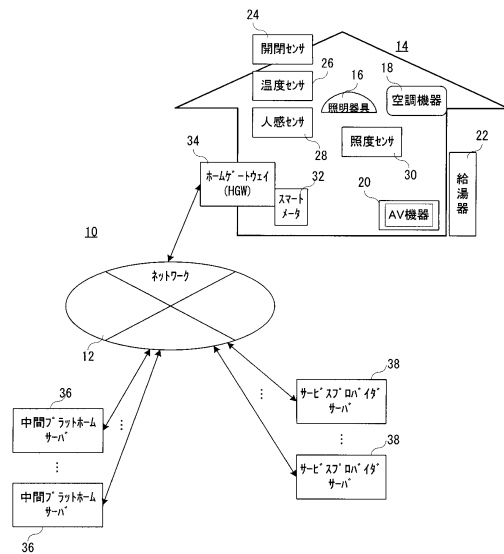 24
開閉センサ
14
26
温度センサ
16
照明器具
18
空調機器
人感センサ
28
照度センサ
30
22
給湯器
34
ホームゲートウェイ
(HGW)
32
スマート
メータ
20
AV機器
10
ネットワーク
12
36
中間プラットホーム
サーバ
⋮
中間プラットホーム
サーバ
36
⋮
⋮
38
サービスプロバイダ
サーバ
⋮
38
サービスプロバイダ
サーバ